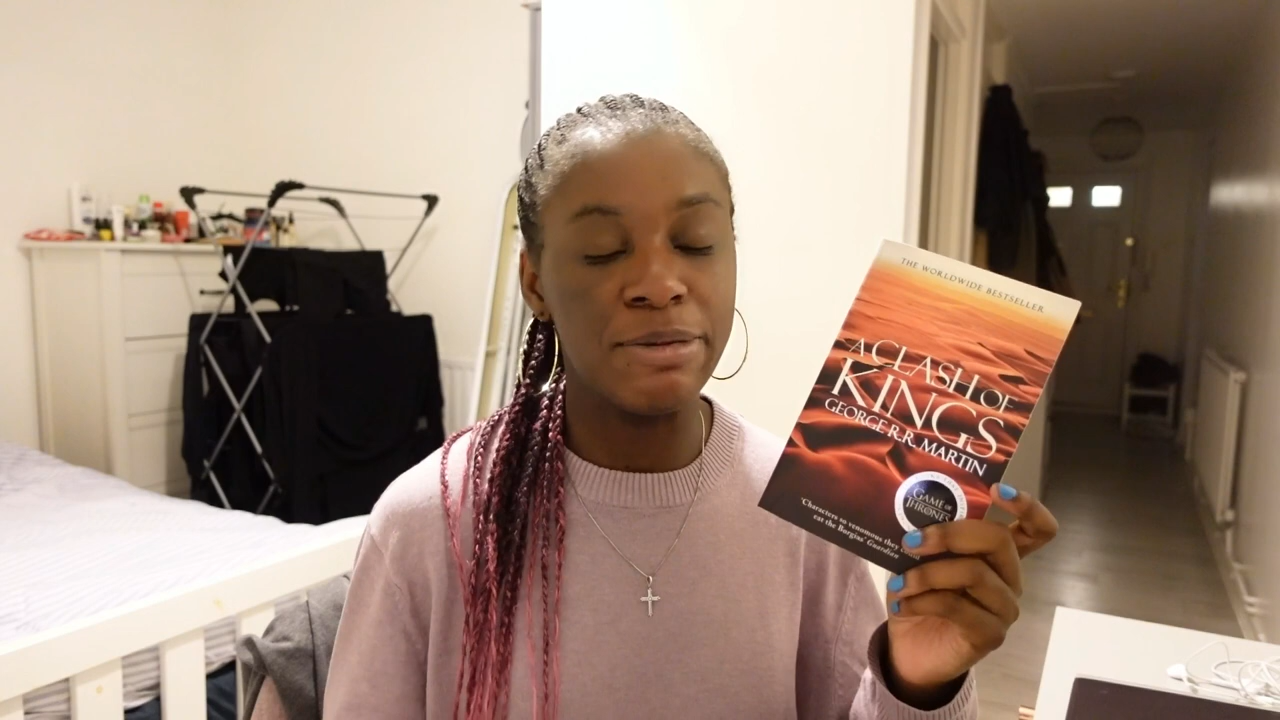 THE WORLDWIDE BESTSELLER
A CLASH OF
KINGS
GEORGE R.R. MARTIN
GAME OF
THRONES
'Characters so venomous they could
eat the Borgias' Guardian